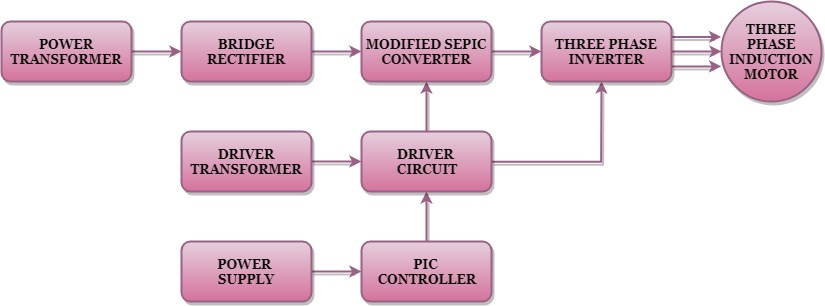 POWER
TRANSFORMER
BRIDGE
RECTIFIER
MODIFIED SEPIC
CONVERTER
THREE PHASE
INVERTER
THREE
PHASE
INDUCTION
MOTOR
DRIVER
TRANSFORMER
DRIVER
CIRCUIT
POWER
SUPPLY
PIC
CONTROLLER